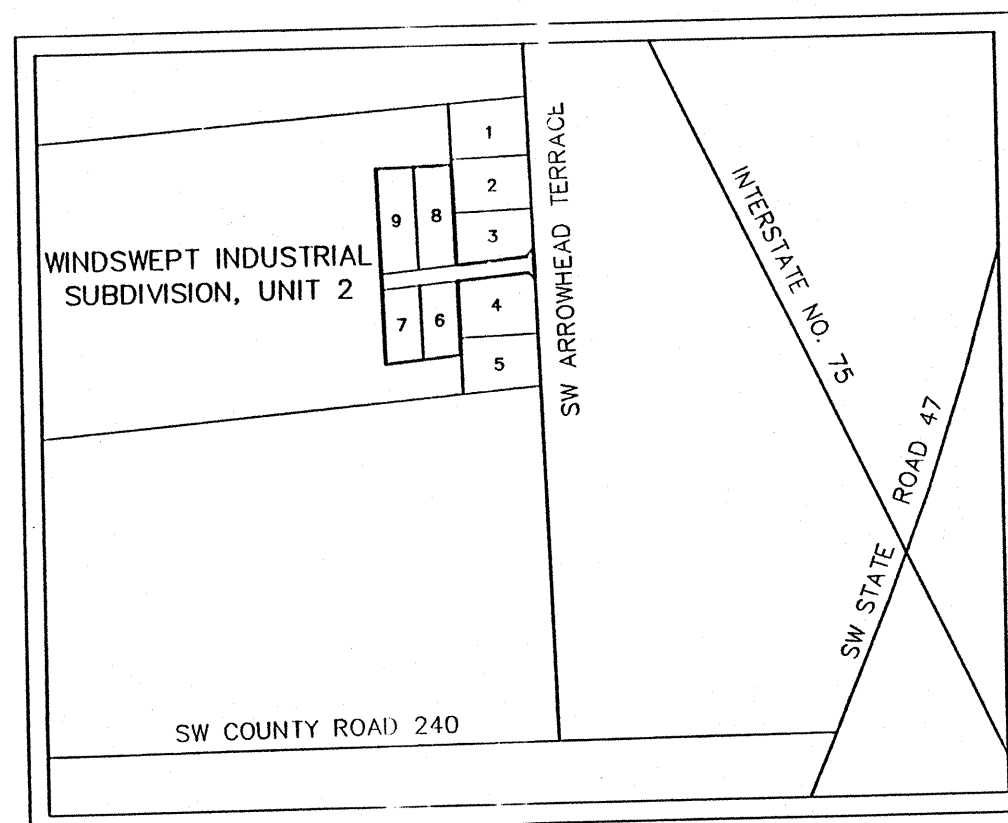 1
2
3
4
5
6
7
8
9
WINDSWEPT INDUSTRIAL
SUBDIVISION, UNIT 2
SW ARROWHEAD TERRACE
INTERSTATE NO. 75
SW STATE ROAD 47
SW COUNTY ROAD 240